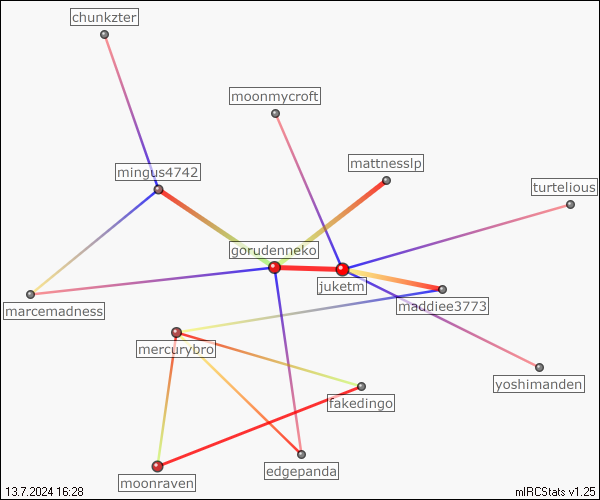 chunkzter
moonmycroft
mattnesslp
mingus4742
turtelious
gorudenneko
juketm
maddiee3773
marcemadness
mercurybro
yoshimanden
fakedingo
edgepanda
moonraven
13.7.2024 16:28
mIRCStats v1.25